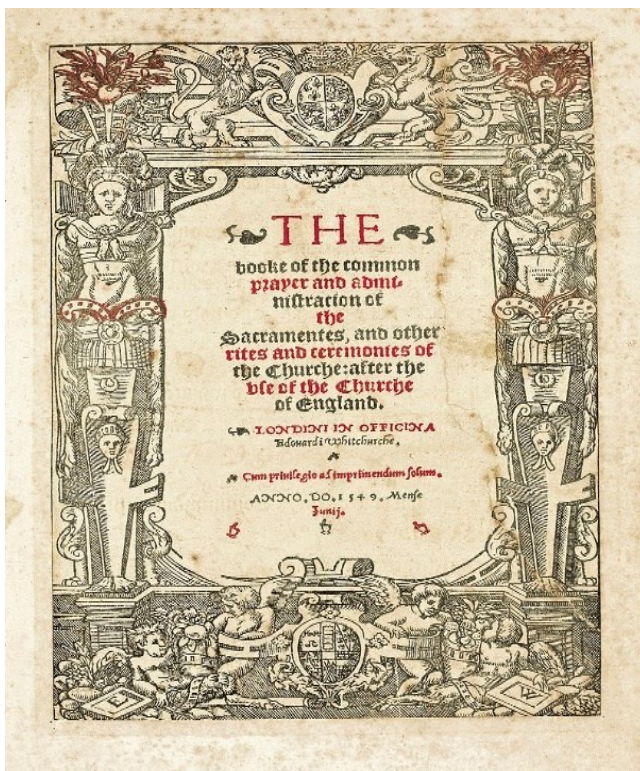 THE
booke of the common
prayer and admi-
nistracion of
the
Sacramentes, and other
rites and ceremonies of
the Churche: after the
vse of the Churche
of England.
LONDINI IN OFFICINA
Edouardi Whitchurche.
Cum priuilegio ad imprimendum solum.
ANNO. DO. 1549. Mense
Junij.